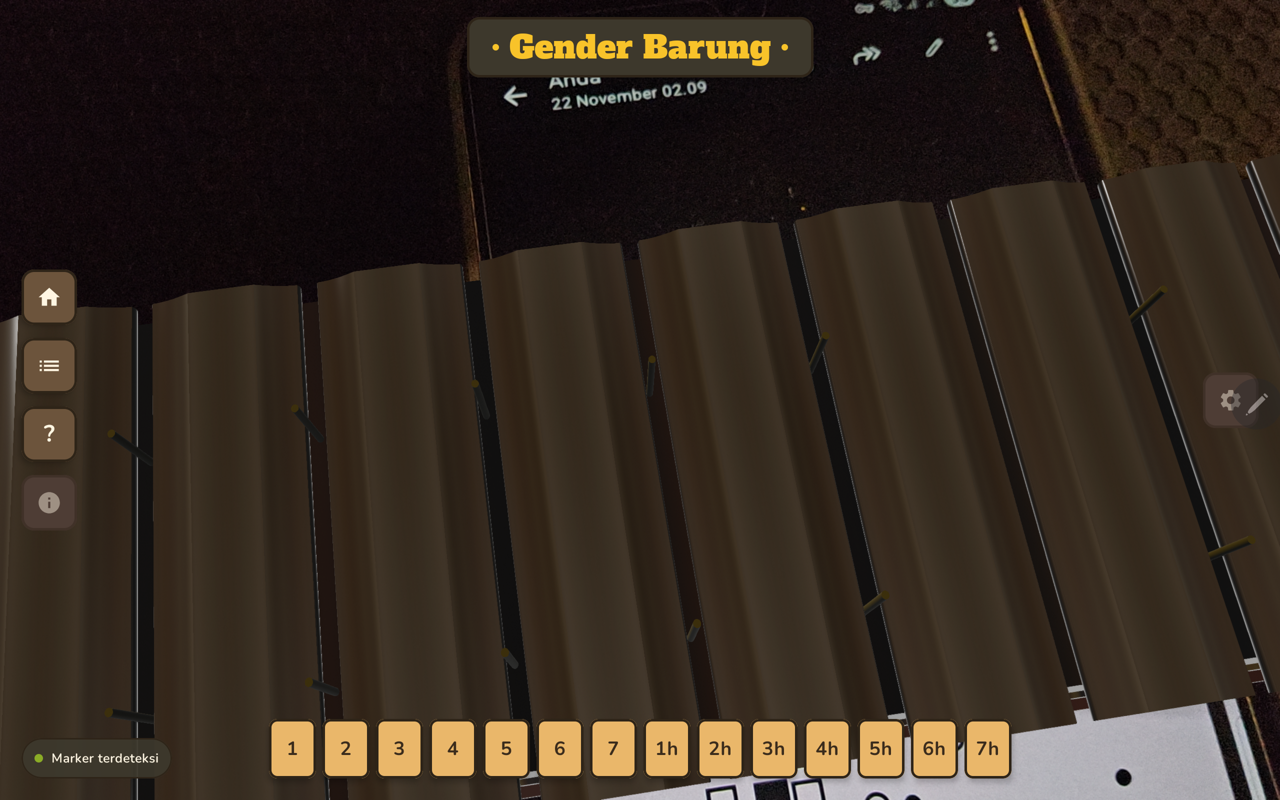 · Gender Barung ·
Anda
22 November 02.09
?
Marker terdeteksi
1 2 3 4 5 6 7 1h 2h 3h 4h 5h 6h 7h